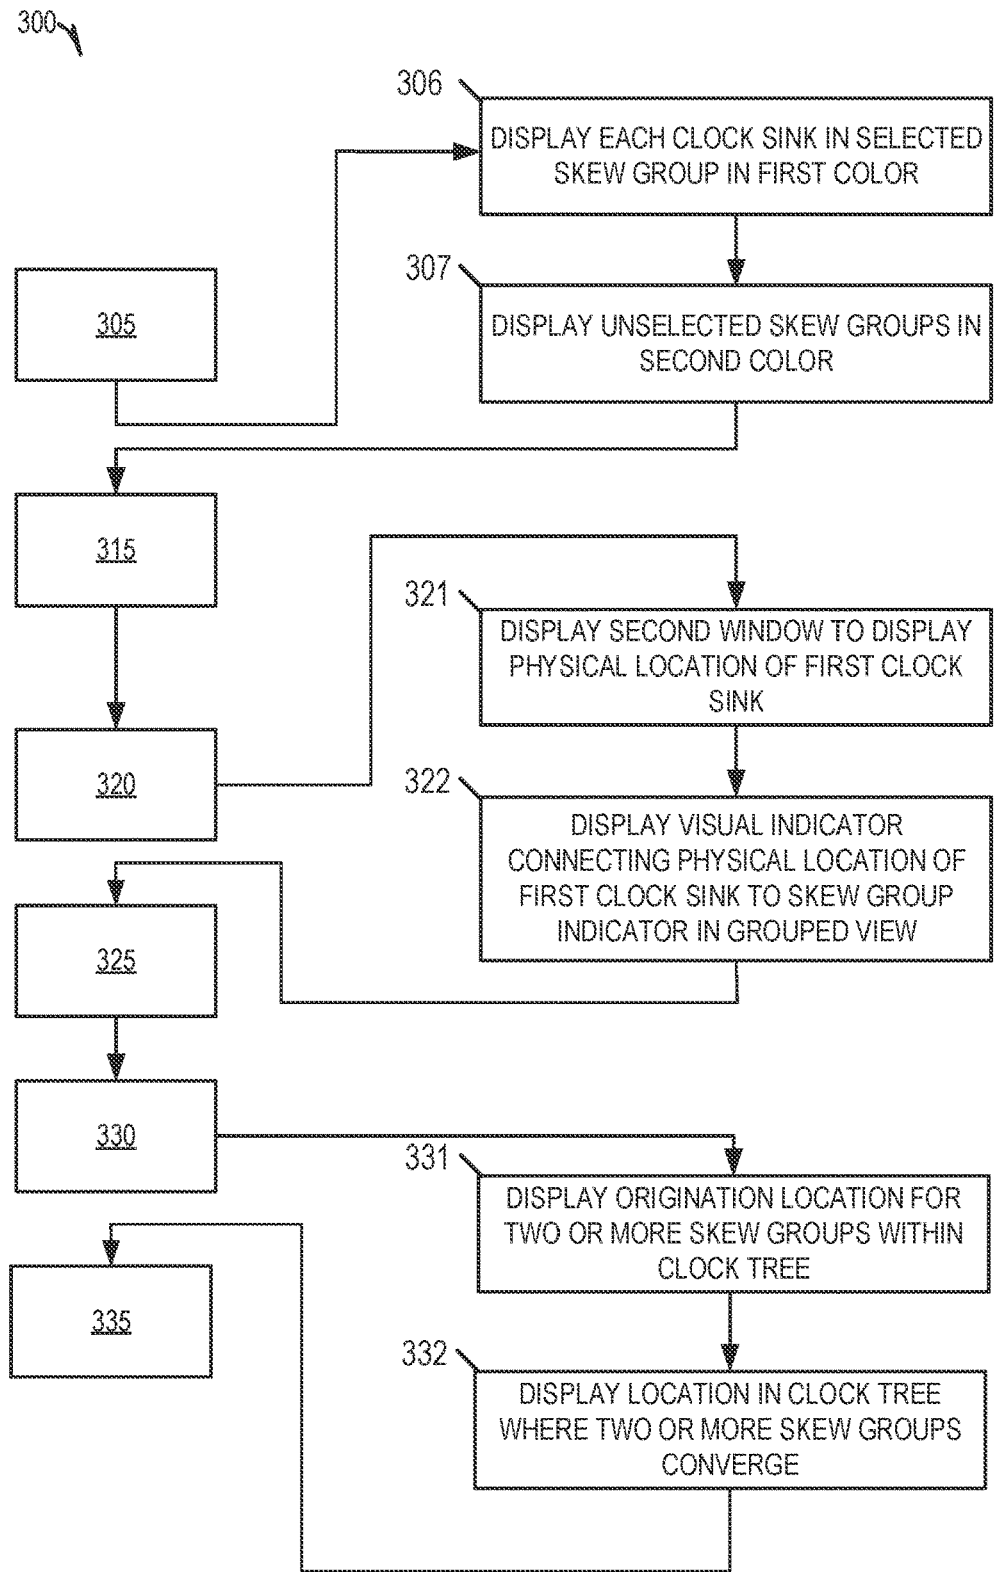 300
306
DISPLAY EACH CLOCK SINK IN SELECTED
SKEW GROUP IN FIRST COLOR
307
305
DISPLAY UNSELECTED SKEW GROUPS IN
SECOND COLOR
315
321
DISPLAY SECOND WINDOW TO DISPLAY
PHYSICAL LOCATION OF FIRST CLOCK
SINK
320
322
DISPLAY VISUAL INDICATOR
CONNECTING PHYSICAL LOCATION OF
FIRST CLOCK SINK TO SKEW GROUP
INDICATOR IN GROUPED VIEW
325
330
331
DISPLAY ORIGINATION LOCATION FOR
TWO OR MORE SKEW GROUPS WITHIN
CLOCK TREE
335
332
DISPLAY LOCATION IN CLOCK TREE
WHERE TWO OR MORE SKEW GROUPS
CONVERGE